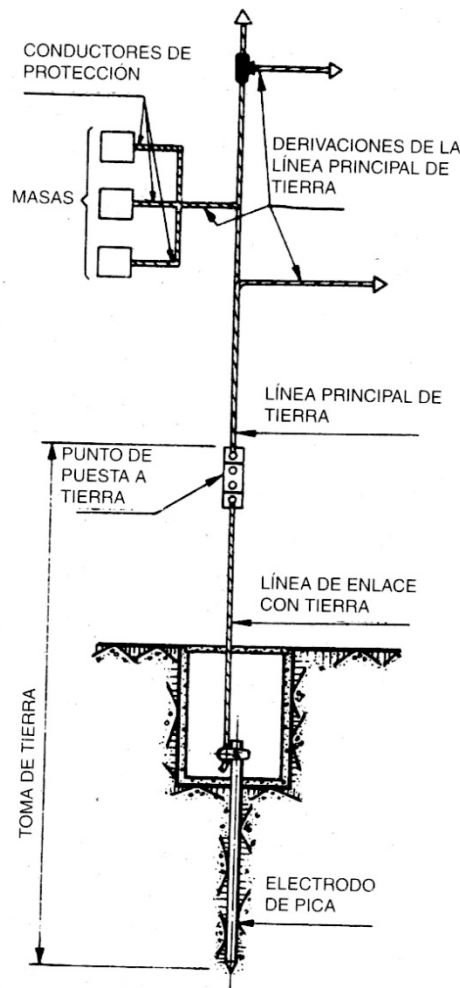 CONDUCTORES DE
PROTECCIÓN
MASAS
DERIVACIONES DE LA
LÍNEA PRINCIPAL DE
TIERRA
LÍNEA PRINCIPAL DE
TIERRA
PUNTO DE
PUESTA A
TIERRA
LÍNEA DE ENLACE
CON TIERRA
TOMA DE TIERRA
ELECTRODO
DE PICA